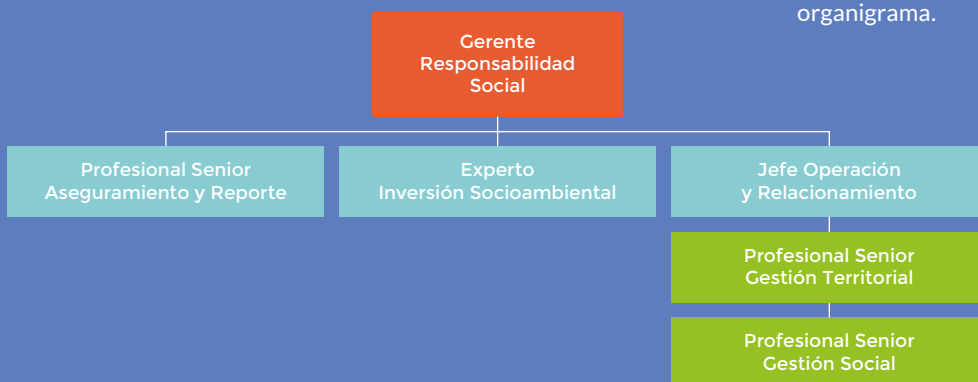 organigrama.
Gerente
Responsabilidad
Social
Profesional Senior
Aseguramiento y Reporte
Experto
Inversión Socioambiental
Jefe Operación
y Relacionamiento
Profesional Senior
Gestión Territorial
Profesional Senior
Gestión Social